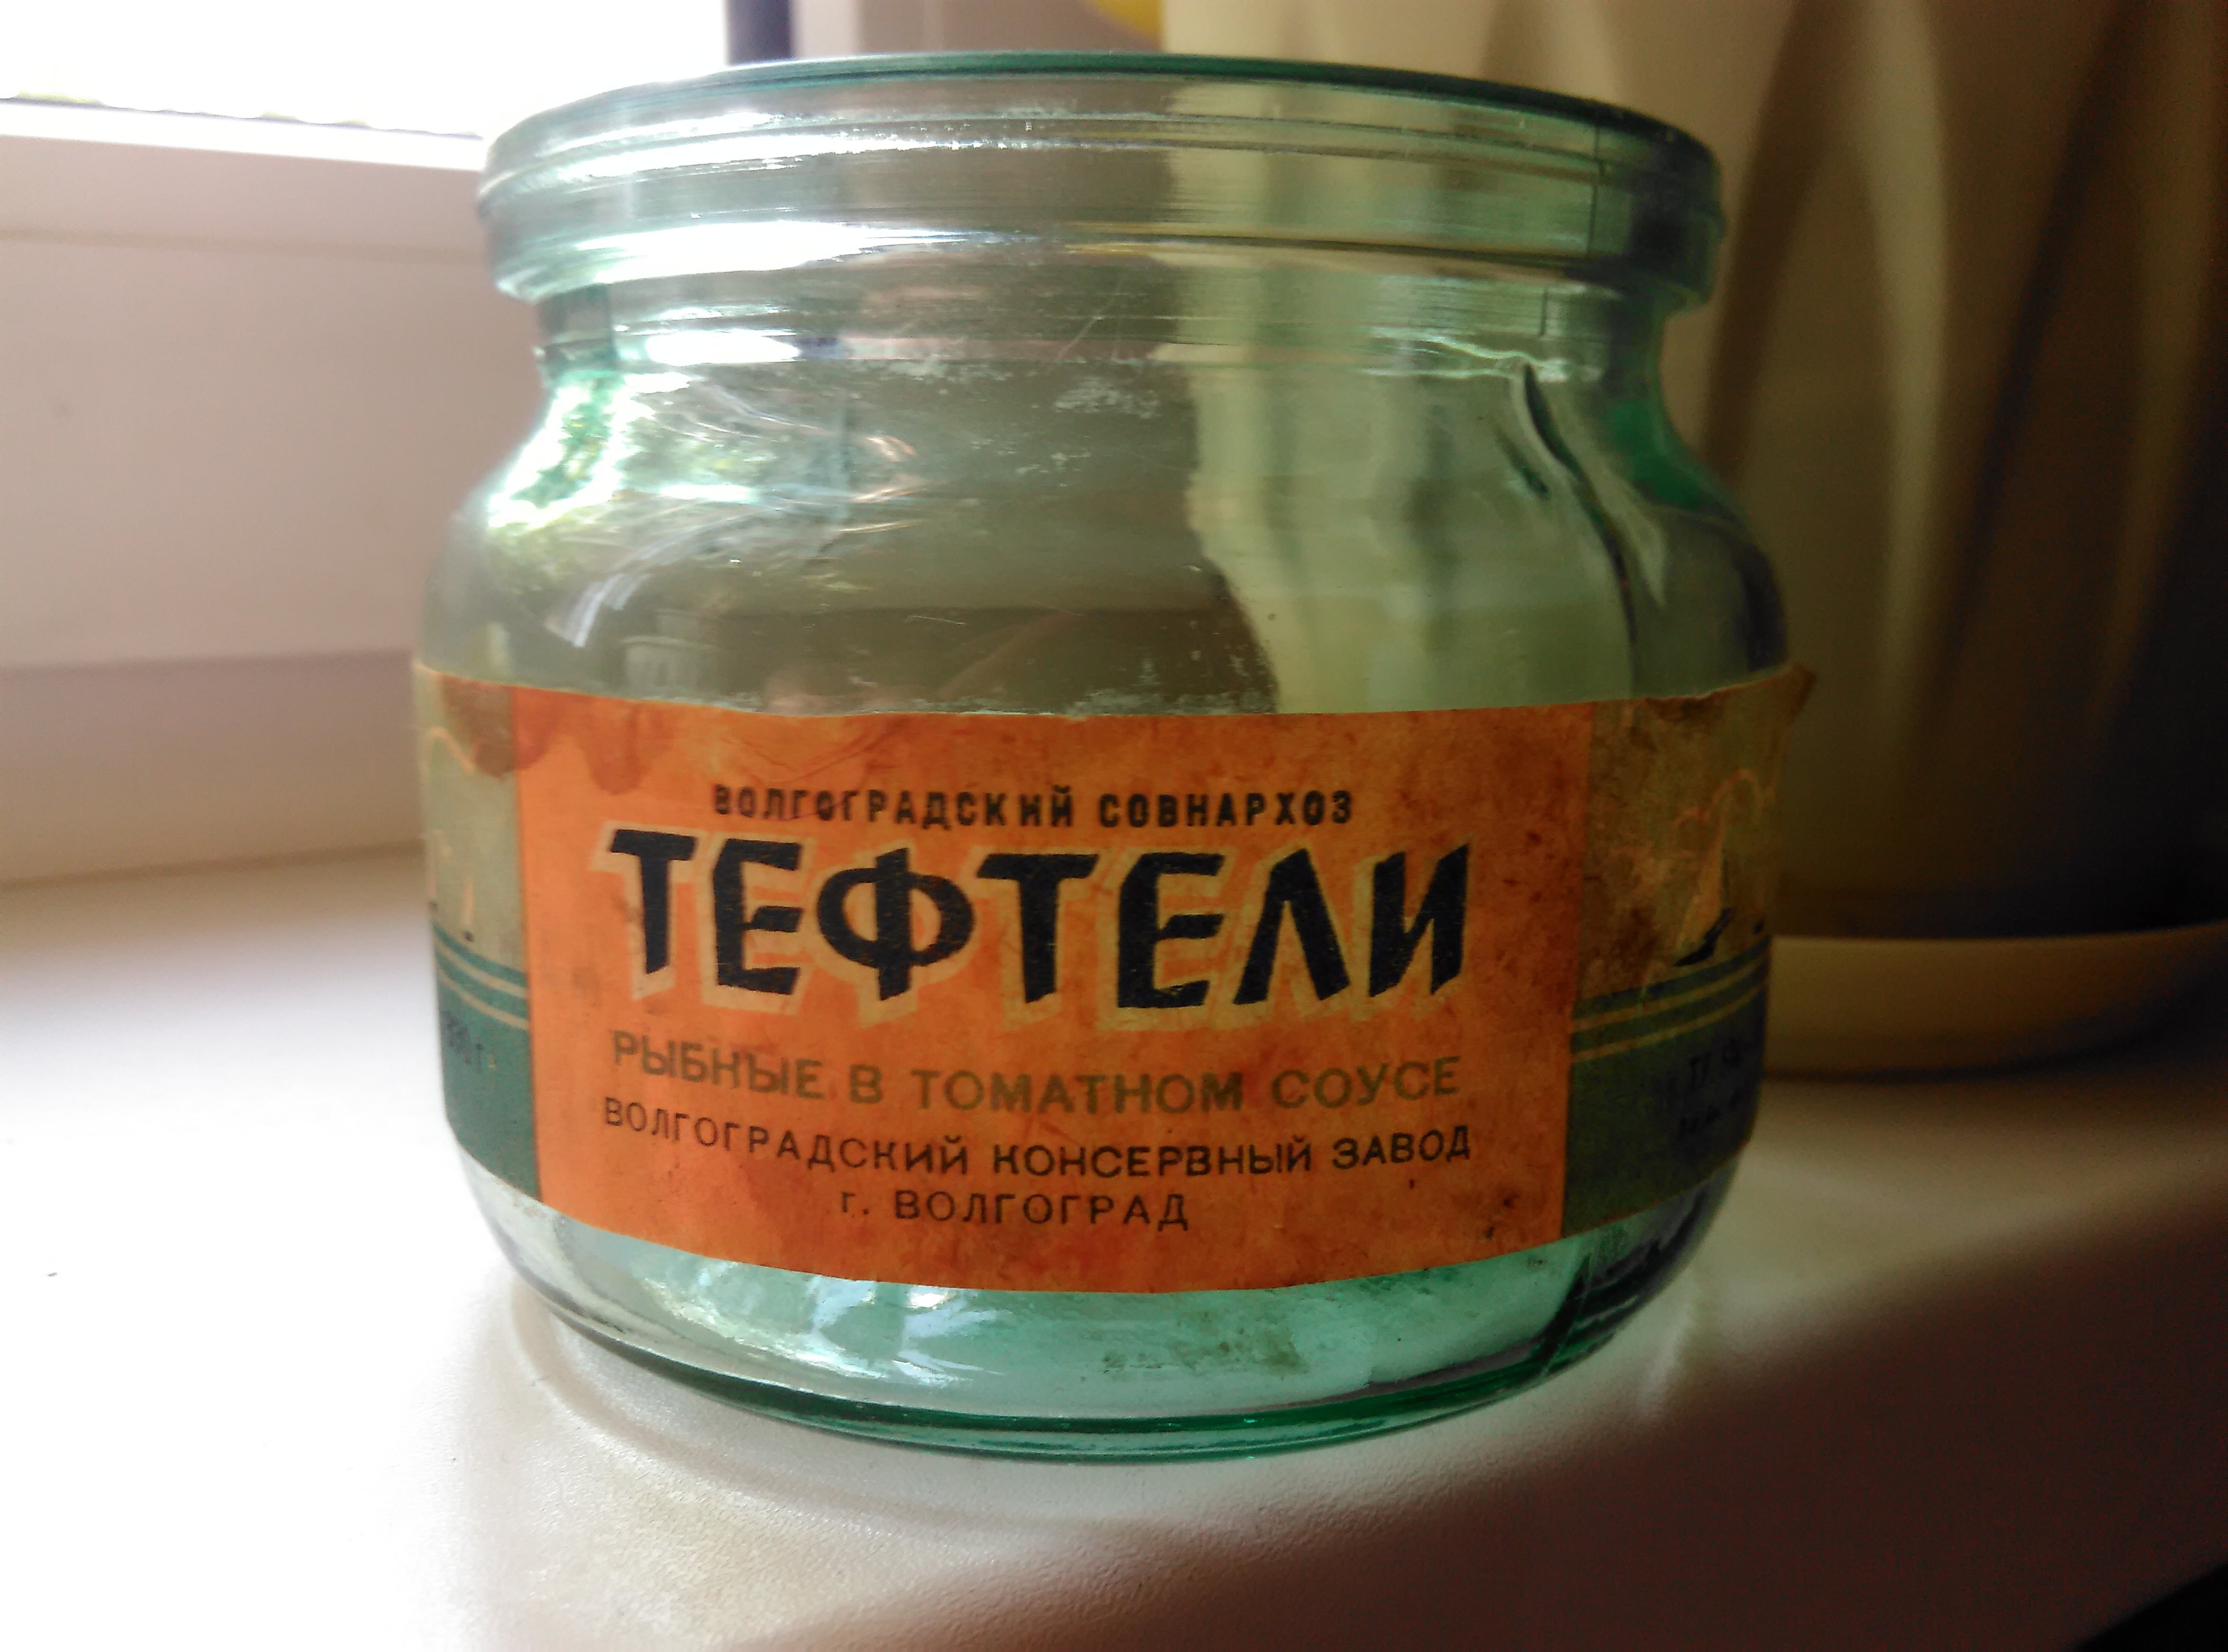 ВОЛГОГРАДСКИЙ СОВНАРХОЗ
ТЕФТЕЛИ
РЫБНЫЕ В ТОМАТНОМ СОУСЕ
ВОЛГОГРАДСКИЙ КОНСЕРВНЫЙ ЗАВОД
г. ВОЛГОГРАД